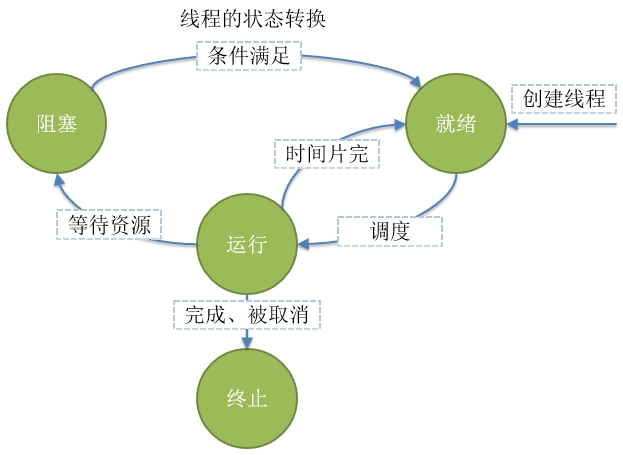 线程的状态转换
条件满足
创建线程
阻塞
就绪
时间片完
等待资源
调度
运行
完成、被取消
终止